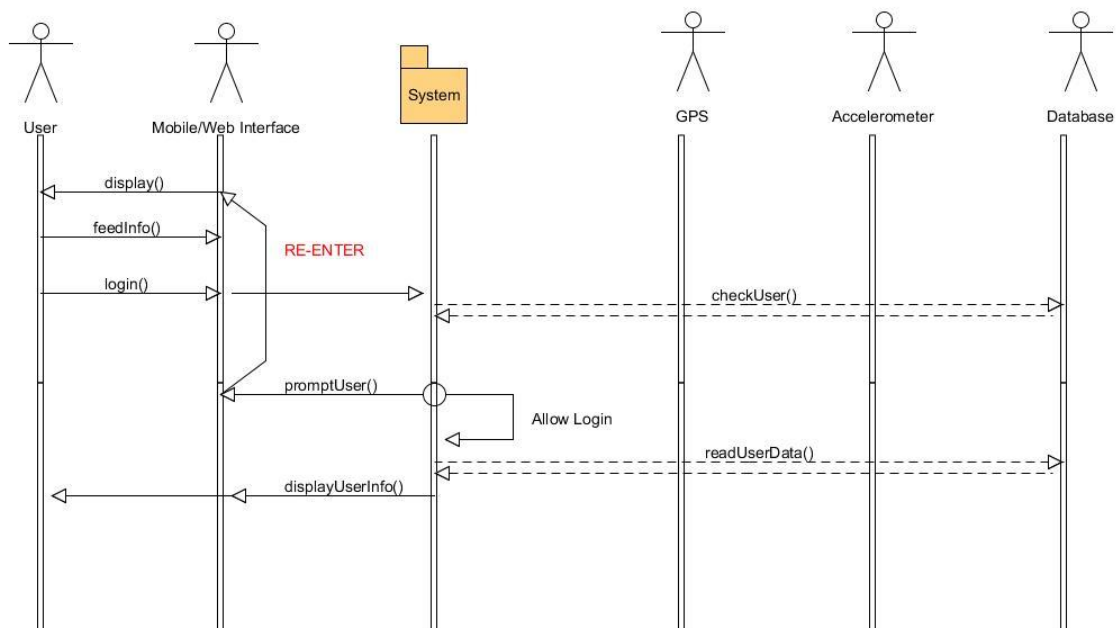 User
Mobile/Web Interface
System
GPS
Accelerometer
Database
display()
feedInfo()
RE-ENTER
login()
checkUser()
promptUser()
Allow Login
readUserData()
displayUserInfo()